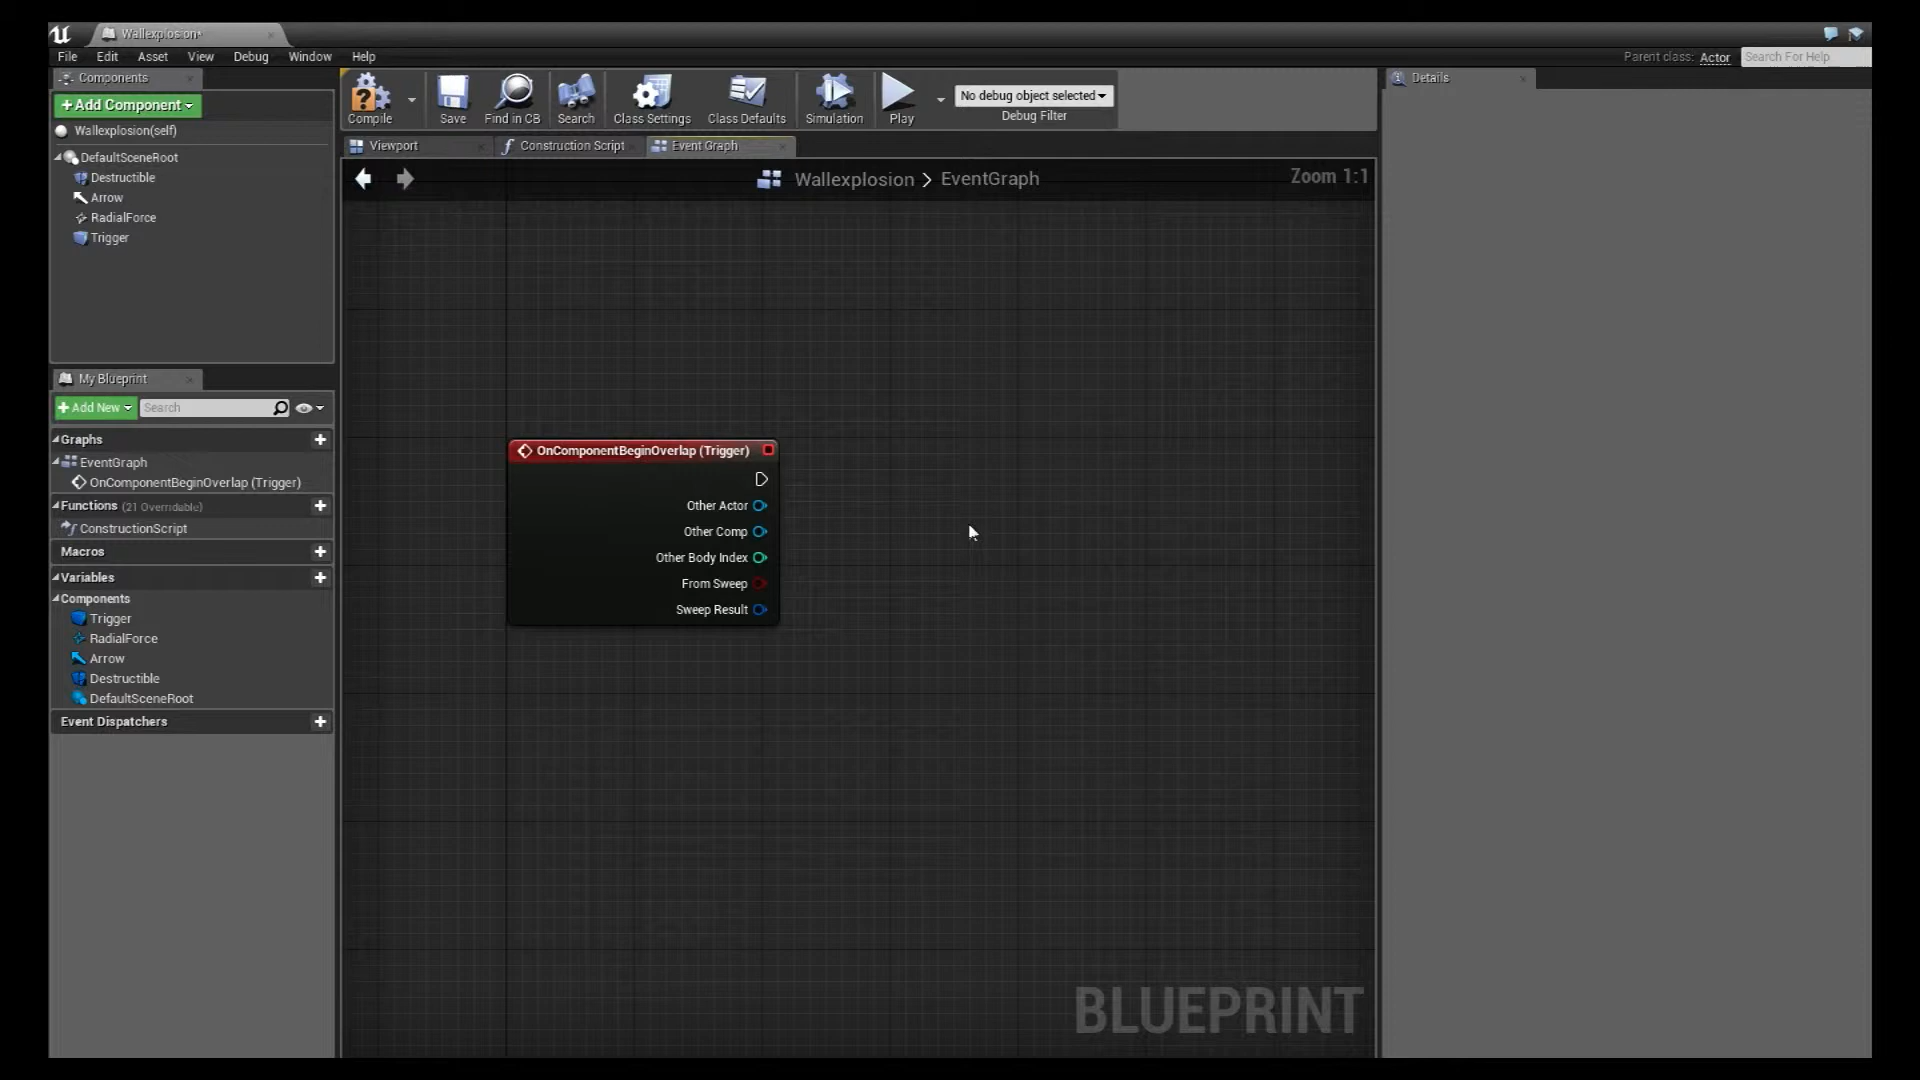 Wallexplosion*
File Edit Asset View Debug Window Help
Parent class: Actor Search For Help
Components
+Add Component
Wallexplosion(self)
DefaultSceneRoot
Destructible
Arrow
RadialForce
Trigger
My Blueprint
+Add New Search
Graphs
EventGraph
OnComponentBeginOverlap (Trigger)
Functions (21 Overridable)
ConstructionScript
Macros
Variables
Components
Trigger
RadialForce
Arrow
Destructible
DefaultSceneRoot
Event Dispatchers
Compile Save Find in CB Search Class Settings Class Defaults Simulation Play
No debug object selected
Debug Filter
Viewport Construction Script Event Graph
Wallexplosion > EventGraph
Zoom 1:1
OnComponentBeginOverlap (Trigger)
Other Actor
Other Comp
Other Body Index
From Sweep
Sweep Result
BLUEPRINT
Details